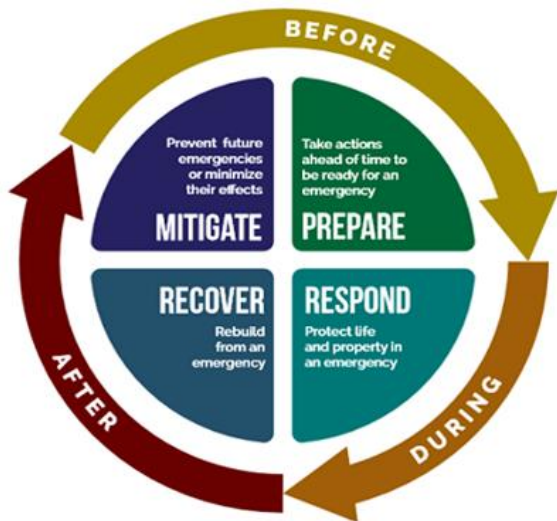 BEFORE
Prevent future
emergencies
or minimize
their effects
MITIGATE
Take actions
ahead of time to
be ready for an
emergency
PREPARE
RECOVER
Rebuild
from an
emergency
RESPOND
Protect life
and property in
an emergency
AFTER
DURING